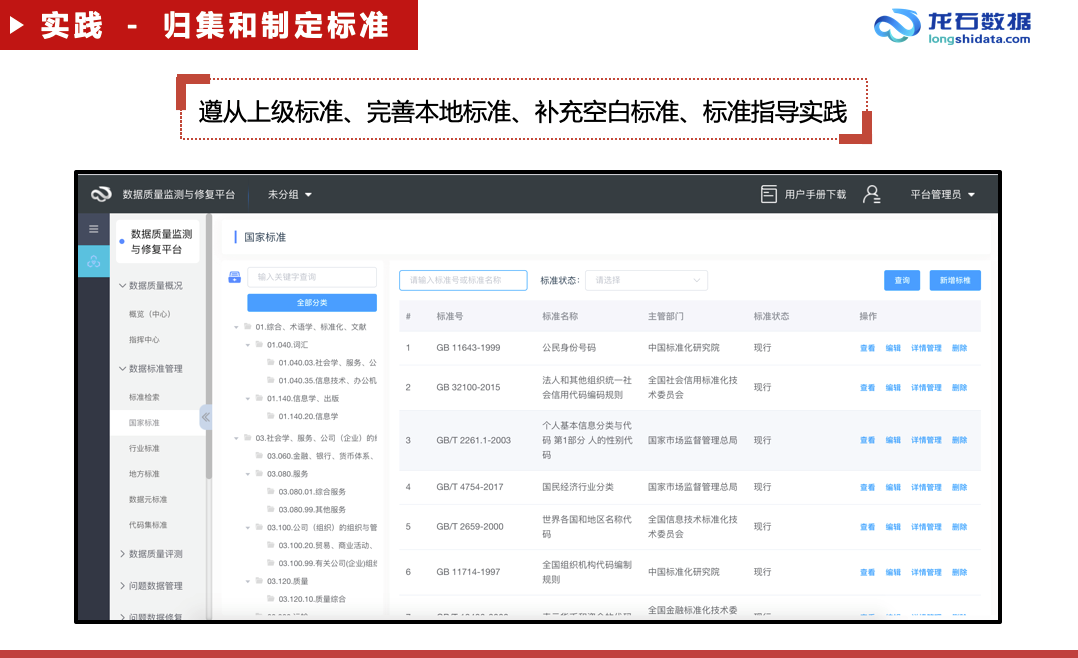 实践 - 归集和制定标准
龙石数据
longshidata.com
遵从上级标准、完善本地标准、补充空白标准、标准指导实践
数据质量监测与修复平台
未分组
用户手册下载
平台管理员
数据质量监测
与修复平台
数据质量概况
概览（中心）
指挥中心
数据标准管理
标准检索
国家标准
行业标准
地方标准
数据元标准
代码集标准
数据质量评测
问题数据管理
问题数据修复
国家标准
输入关键字查询
全部分类
01.综合、术语学、标准化、文献
01.040.词汇
01.040.03.社会学、服务、公
01.040.35.信息技术、办公机
01.140.信息学、出版
01.140.20.信息学
03.社会学、服务、公司（企业）的
03.060.金融、银行、货币体系、
03.080.服务
03.080.01.综合服务
03.080.99.其他服务
03.100.公司（组织）的组织与管
03.100.20.贸易、商业活动、
03.100.99.有关公司(企业)组
03.120.质量
03.120.10.质量综合
请输入标准号或标准名称
标准状态：
请选择
查询
新增标准
# 标准号 标准名称 主管部门 标准状态 操作
1 GB 11643-1999 公民身份号码 中国标准化研究院 现行 查看 编辑 详情管理 删除
2 GB 32100-2015 法人和其他组织统一社会信用代码编码规则 全国社会信用标准化技术委员会 现行 查看 编辑 详情管理 删除
3 GB/T 2261.1-2003 个人基本信息分类与代码 第1部分 人的性别代码 国家市场监督管理总局 现行 查看 编辑 详情管理 删除
4 GB/T 4754-2017 国民经济行业分类 国家市场监督管理总局 现行 查看 编辑 详情管理 删除
5 GB/T 2659-2000 世界各国和地区名称代码 全国信息技术标准化技术委员会 现行 查看 编辑 详情管理 删除
6 GB 11714-1997 全国组织机构代码编制规则 中国标准化研究院 现行 查看 编辑 详情管理 删除
全国金融标准化技术委